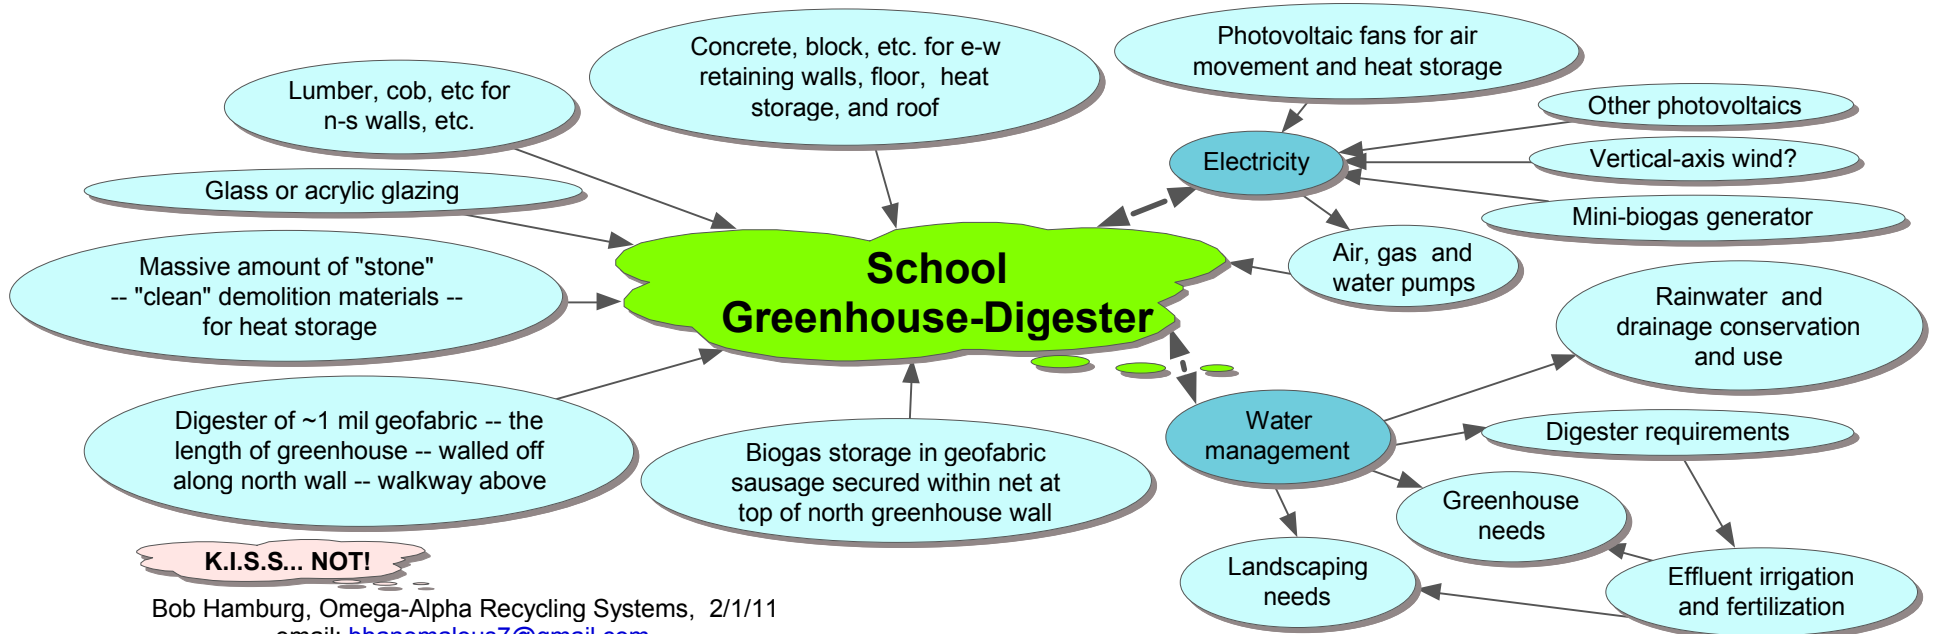 Concrete, block, etc. for e-w
retaining walls, floor, heat
storage, and roof
Photovoltaic fans for air
movement and heat storage
Lumber, cob, etc for
n-s walls, etc.
Other photovoltaics
Electricity
Vertical-axis wind?
Glass or acrylic glazing
Mini-biogas generator
Massive amount of "stone"
-- "clean" demolition materials --
for heat storage
School
Greenhouse-Digester
Air, gas and
water pumps
Rainwater and
drainage conservation
and use
Digester of ~1 mil geofabric -- the
length of greenhouse -- walled off
along north wall -- walkway above
Biogas storage in geofabric
sausage secured within net at
top of north greenhouse wall
Water
management
Digester requirements
Greenhouse
needs
Landscaping
needs
Effluent irrigation
and fertilization
K.I.S.S... NOT!
Bob Hamburg, Omega-Alpha Recycling Systems, 2/1/11
email: bhanomalous7@gmail.com